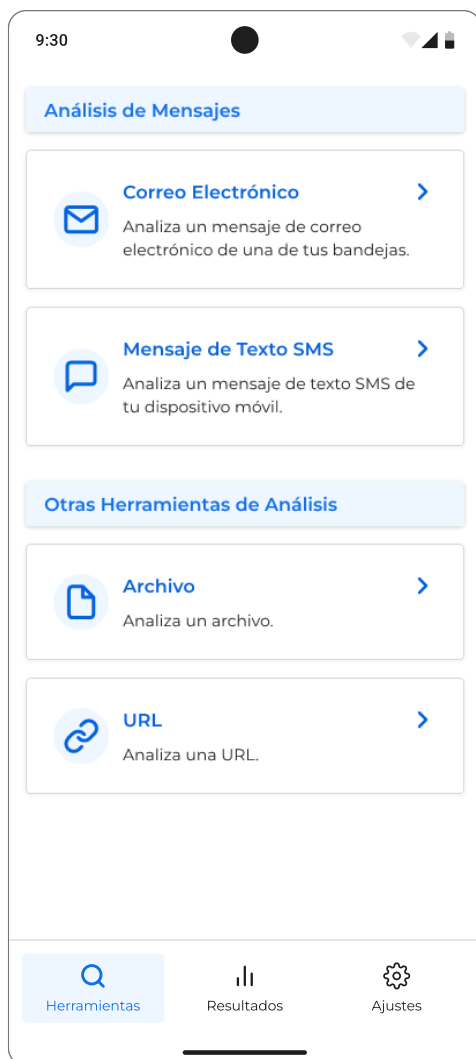 9:30
Análisis de Mensajes
Correo Electrónico
Analiza un mensaje de correo
electrónico de una de tus bandejas.
Mensaje de Texto SMS
Analiza un mensaje de texto SMS de
tu dispositivo móvil.
Otras Herramientas de Análisis
Archivo
Analiza un archivo.
URL
Analiza una URL.
Herramientas
Resultados
Ajustes